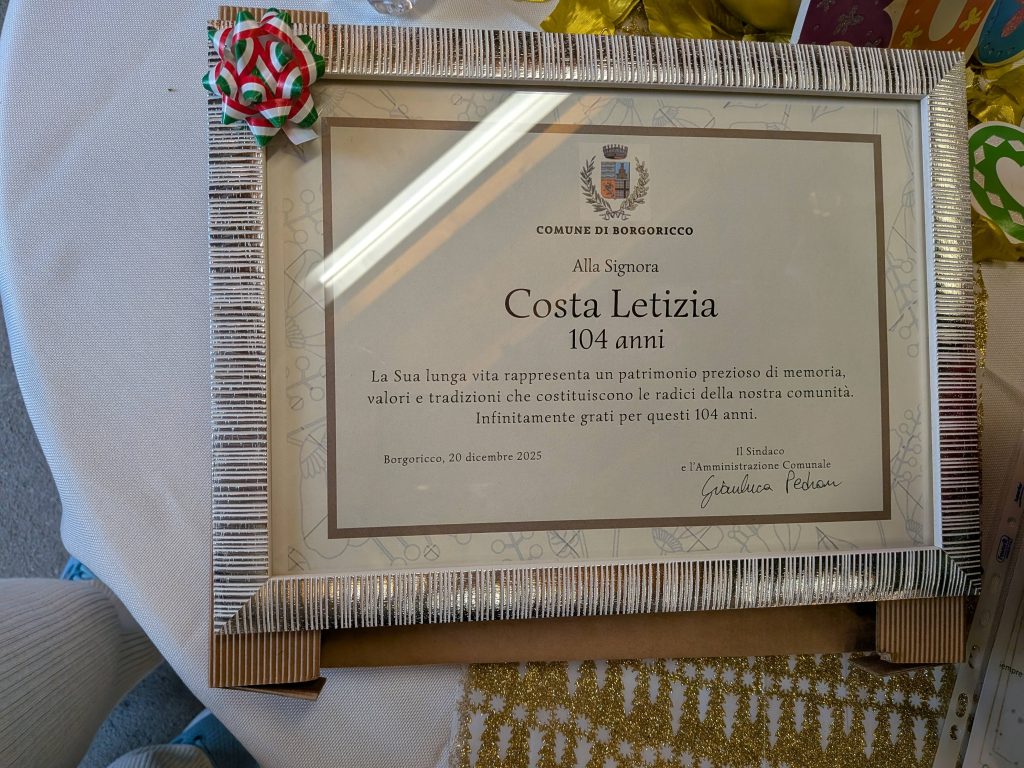 COMUNE DI BORGORICCO
Alla Signora
Costa Letizia
104 anni
La Sua lunga vita rappresenta un patrimonio prezioso di memoria,
valori e tradizioni che costituiscono le radici della nostra comunità.
Infinitamente grati per questi 104 anni.
Borgoricco, 20 dicembre 2025
Il Sindaco
e l'Amministrazione Comunale
Gianluca Pedron